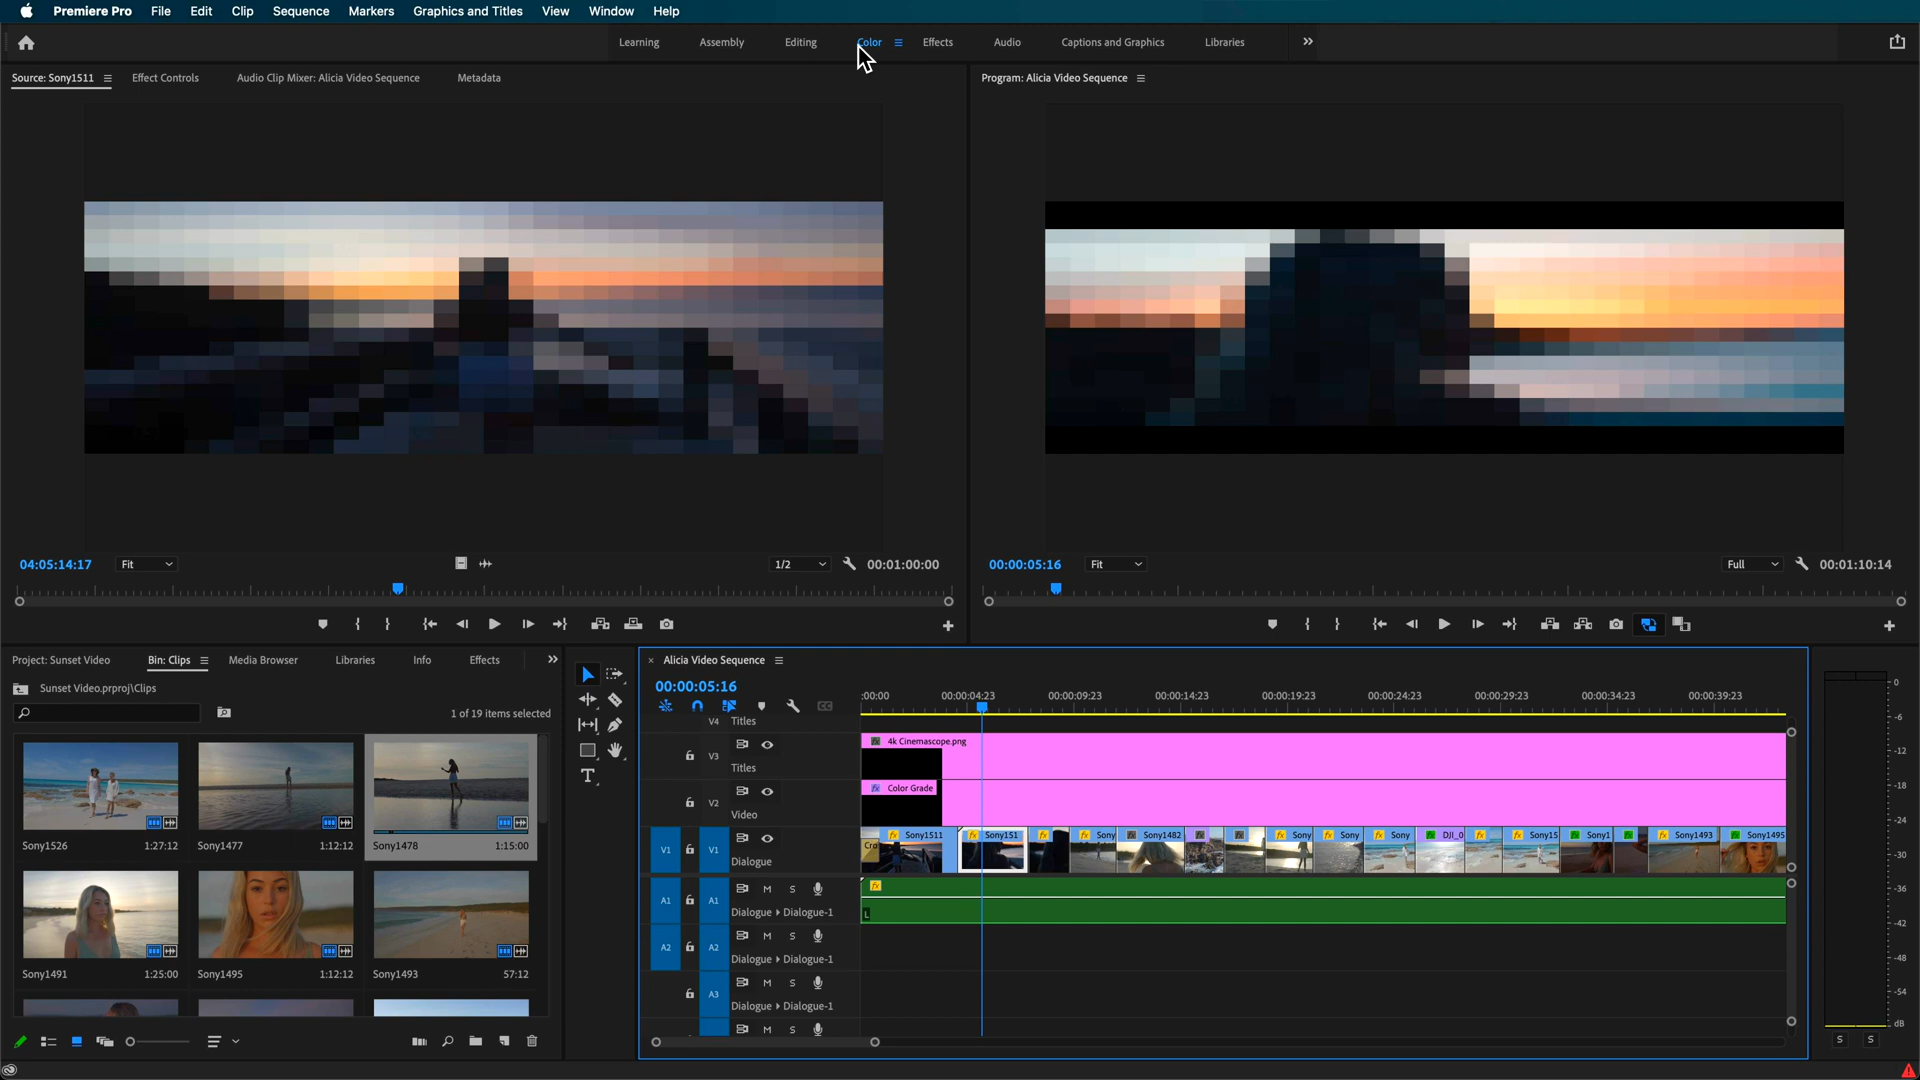 Premiere Pro File Edit Clip Sequence Markers Graphics and Titles View Window Help
Learning Assembly Editing Color Effects Audio Captions and Graphics Libraries
Source: Sony1511 Effect Controls Audio Clip Mixer: Alicia Video Sequence Metadata
Program: Alicia Video Sequence
04:05:14:17 Fit 1/2 00:01:00:00
00:00:05:16 Fit Full 00:01:10:14
Project: Sunset Video Bin: Clips Media Browser Libraries Info Effects
Sunset Video.prproj\Clips
1 of 19 items selected
Sony1526 1:27:12
Sony1477 1:12:12
Sony1478 1:15:00
Sony1491 1:25:00
Sony1495 1:12:12
Sony1493 57:12
T
× Alicia Video Sequence
00:00:05:16
:00:00 00:00:04:23 00:00:09:23 00:00:14:23 00:00:19:23 00:00:24:23 00:00:29:23 00:00:34:23 00:00:39:23
V4 Titles
V3
Titles
4k Cinemascope.png
V2
Video
Color Grade
V1 V1
Dialogue
Cro Sony1511 Sony151 Sony Sony1482 Sony Sony Sony DJI_0 Sony15 Sony1 Sony1493 Sony1495
A1 A1 M S
Dialogue Dialogue-1
fx
L
A2 A2 M S
Dialogue Dialogue-1
A3 M S
Dialogue Dialogue-1
M S
0
-6
-12
-18
-24
-30
-36
-42
-48
-54
dB
S S